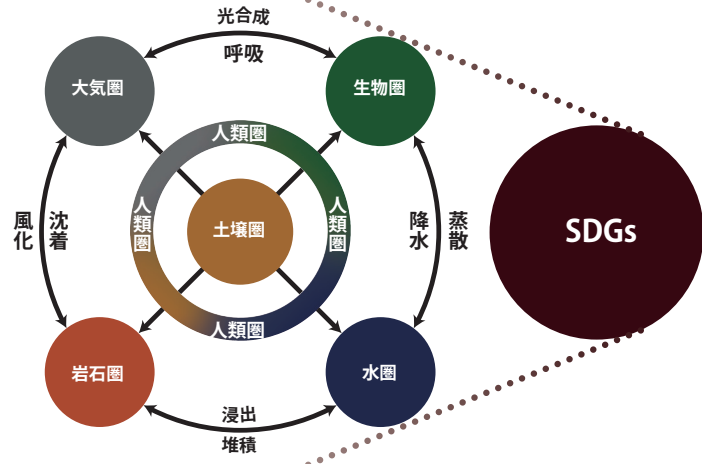 光合成
呼吸
大気圏
生物圏
人類圏
人類圏
土壌圏
人類圏
風化
沈着
降水
蒸散
SDGs
人類圏
岩石圏
水圏
浸出
堆積